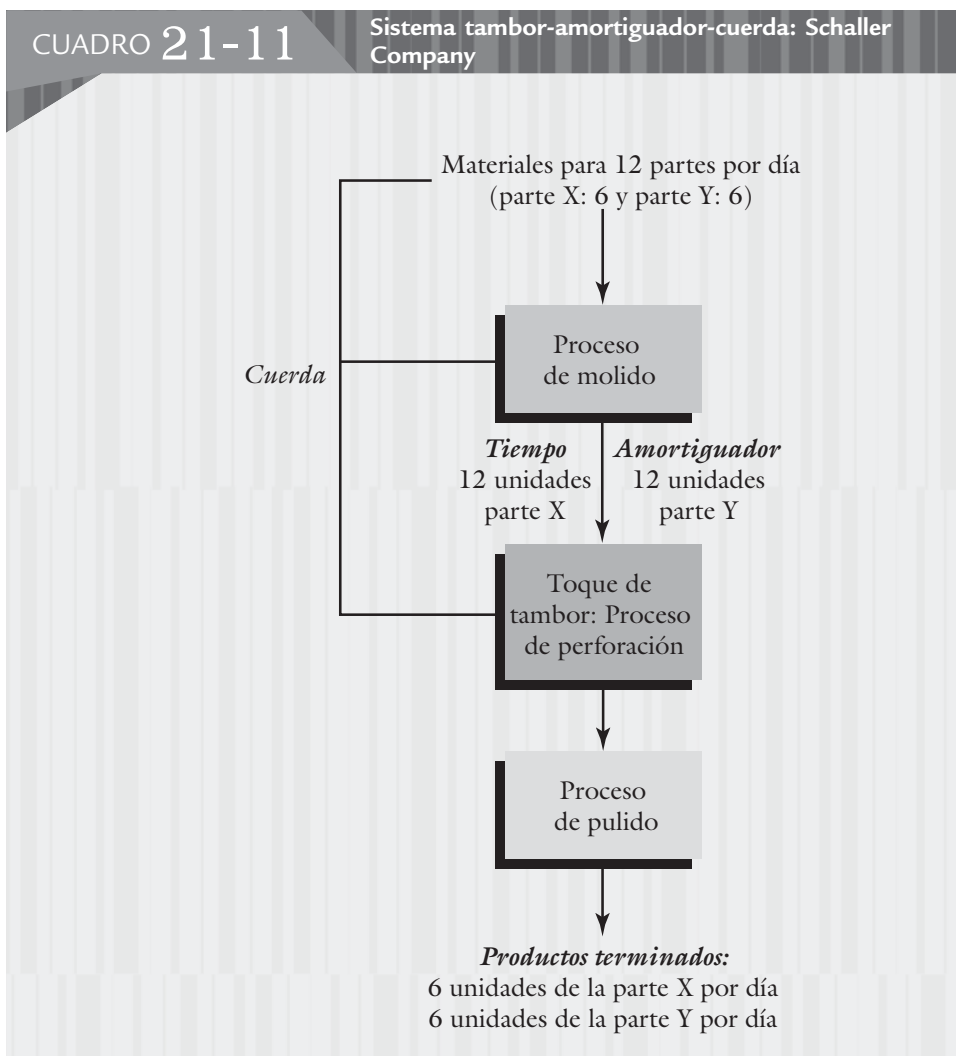 CUADRO 21-11
Sistema tambor-amortiguador-cuerda: Schaller
Company
Materiales para 12 partes por día
(parte X: 6 y parte Y: 6)
Proceso
de molido
Cuerda
Tiempo
12 unidades
parte X
Amortiguador
12 unidades
parte Y
Toque de
tambor: Proceso
de perforación
Proceso
de pulido
Productos terminados:
6 unidades de la parte X por día
6 unidades de la parte Y por día